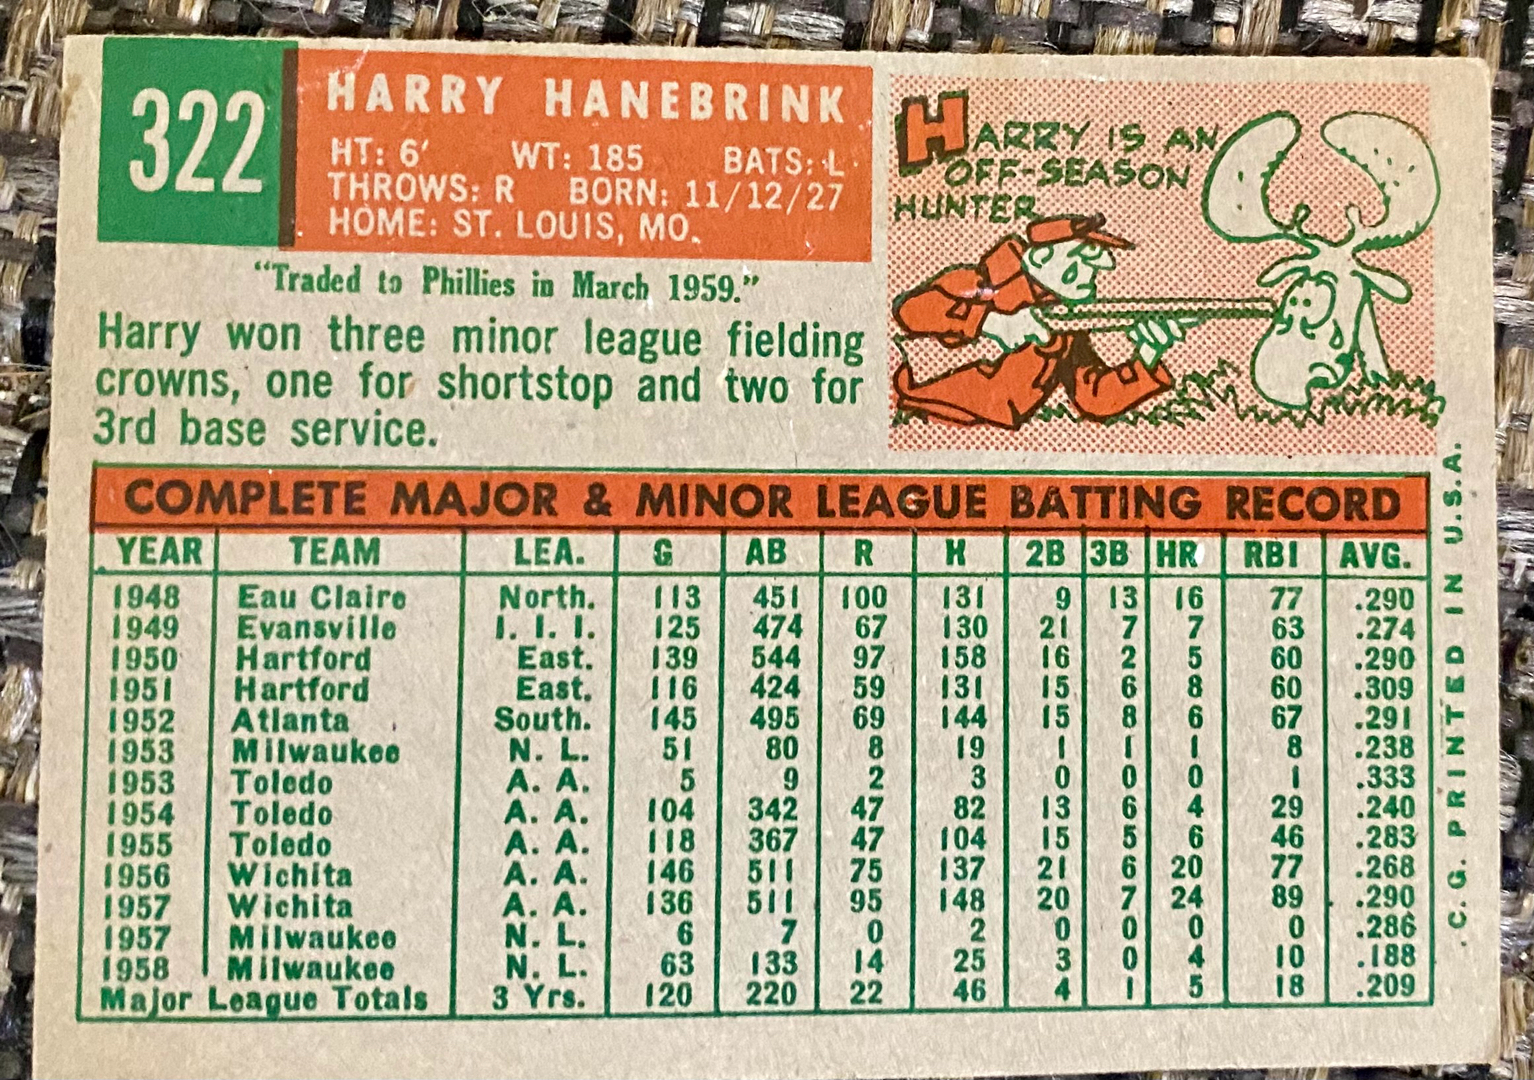 322
HARRY HANEBRINK
HT: 6' WT: 185 BATS: L
THROWS: R BORN: 11/12/27
HOME: ST. LOUIS, MO.
"Traded to Phillies in March 1959."
Harry won three minor league fielding
crowns, one for shortstop and two for
3rd base service.
HARRY IS AN
OFF-SEASON
HUNTER
COMPLETE MAJOR & MINOR LEAGUE BATTING RECORD
YEAR TEAM LEA. G AB R H 2B 3B HR RBI AVG.
1948 Eau Claire North. 113 451 100 131 9 13 16 77 .290
1949 Evansville I. I. I. 125 474 67 130 21 7 7 63 .274
1950 Hartford East. 139 544 97 158 16 2 5 60 .290
1951 Hartford East. 116 424 59 131 15 6 8 60 .309
1952 Atlanta South. 145 495 69 144 15 8 6 67 .291
1953 Milwaukee N. L. 51 80 8 19 1 1 1 8 .238
1953 Toledo A. A. 5 9 2 3 0 0 0 1 .333
1954 Toledo A. A. 104 342 47 82 13 6 4 29 .240
1955 Toledo A. A. 118 367 47 104 15 5 6 46 .283
1956 Wichita A. A. 146 511 75 137 21 6 20 77 .268
1957 Wichita A. A. 136 511 95 148 20 7 24 89 .290
1957 Milwaukee N. L. 6 7 0 2 0 0 0 0 .286
1958 Milwaukee N. L. 63 133 14 25 3 0 4 10 .188
Major League Totals 3 Yrs. 120 220 22 46 4 1 5 18 .209
.C.G. PRINTED IN U.S.A.